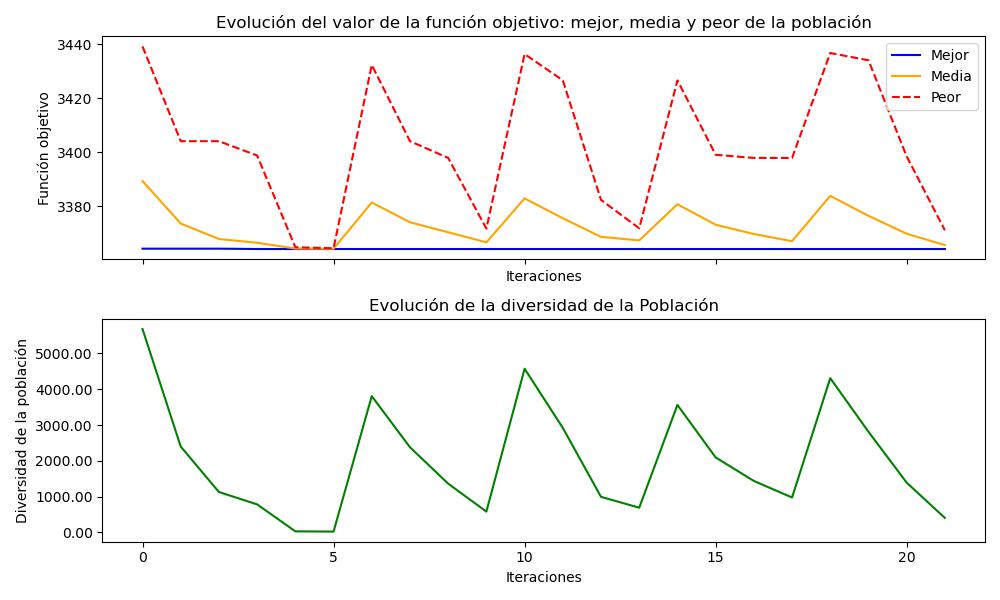 Evolución del valor de la función objetivo: mejor, media y peor de la población
Función objetivo
3440
3420
3400
3380
Mejor
Media
Peor
Iteraciones
Evolución de la diversidad de la Población
Diversidad de la población
5000.00
4000.00
3000.00
2000.00
1000.00
0.00
0 5 10 15 20
Iteraciones